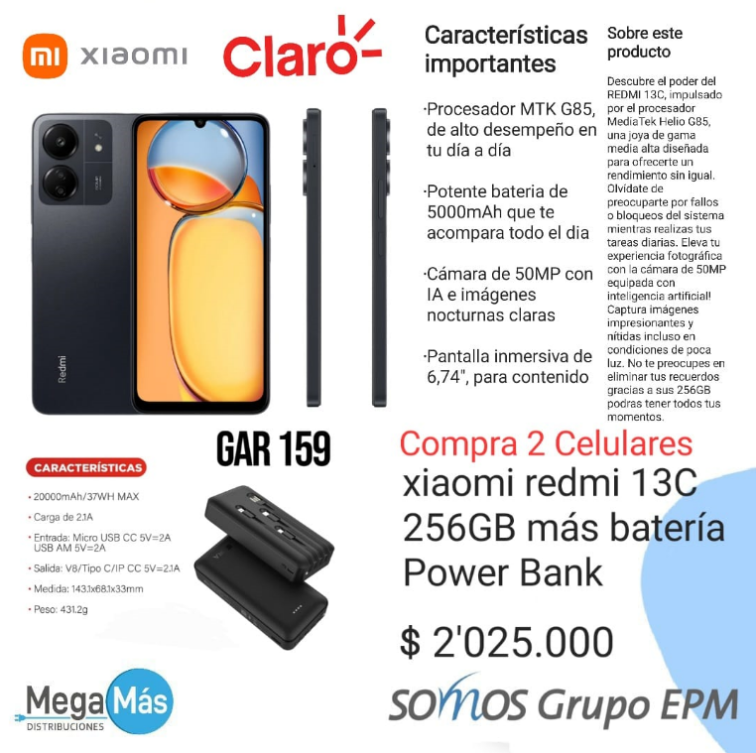 mi xiaomi
Claro
Características
importantes
·Procesador MTK G85,
de alto desempeño en
tu día a día
·Potente bateria de
5000mAh que te
acompara todo el dia
·Cámara de 50MP con
IA e imágenes
nocturnas claras
·Pantalla inmersiva de
6,74", para contenido
Sobre este
producto
Descubre el poder del
REDMI 13C, impulsado
por el procesador
MediaTek Helio G85,
una joya de gama
media alta diseñada
para ofrecerte un
rendimiento sin igual.
Olvídate de
preocuparte por fallos
o bloqueos del sistema
mientras realizas tus
tareas diarias. Eleva tu
experiencia fotográfica
con la cámara de 50MP
equipada con
inteligencia artificial!
Captura imágenes
impresionantes y
nítidas incluso en
condiciones de poca
luz. No te preocupes en
eliminar tus recuerdos
gracias a sus 256GB
podras tener todos tus
momentos.
Redmi
GAR 159
CARACTERÍSTICAS
• 20000mAh/37WH MAX
• Carga de 2.1A
• Entrada: Micro USB CC 5V=2A
USB AM 5V=2A
• Salida: V8/Tipo C/IP CC 5V=2.1A
• Medida: 143.1x68.1x33mm
• Peso: 431.2g
Compra 2 Celulares
xiaomi redmi 13C
256GB más batería
Power Bank
$ 2'025.000
MegaMás
DISTRIBUCIONES
somos Grupo EPM